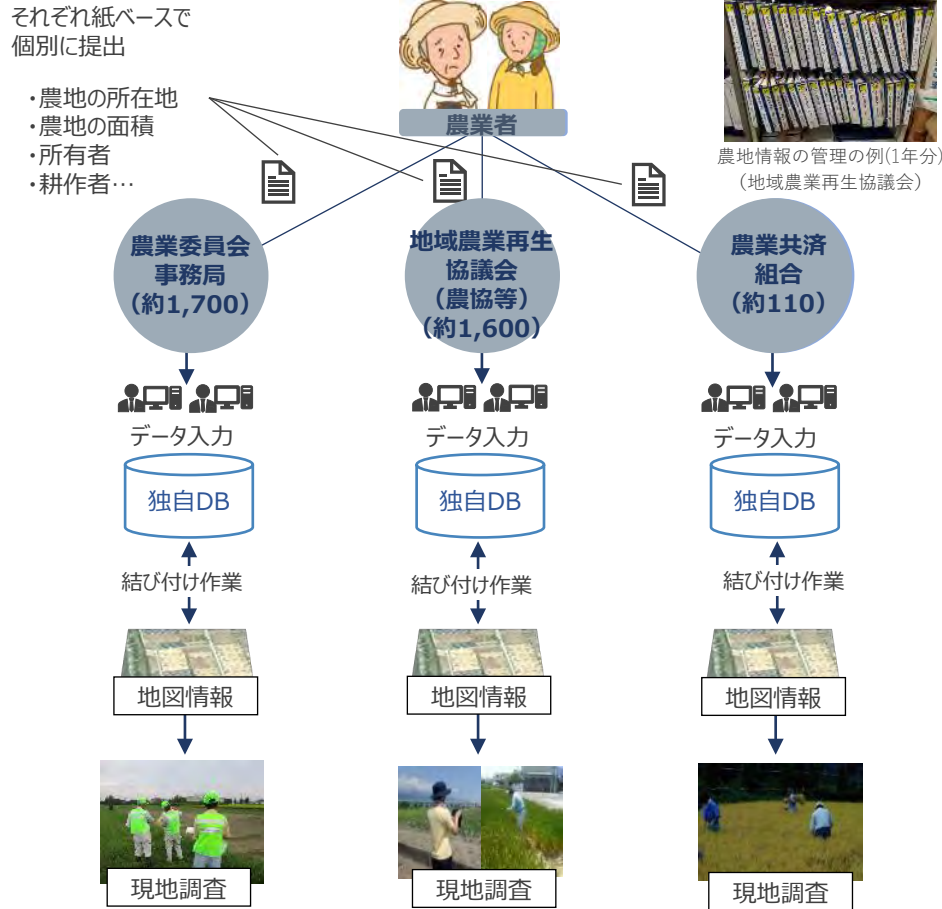 それぞれ紙ベースで
個別に提出
・農地の所在地
・農地の面積
・所有者
・耕作者…
農業者
農地情報の管理の例(1年分)
（地域農業再生協議会）
農業委員会
事務局
（約1,700）
地域農業再生
協議会
（農協等）
（約1,600）
農業共済
組合
（約110）
データ入力
データ入力
データ入力
独自DB
独自DB
独自DB
結び付け作業
結び付け作業
結び付け作業
地図情報
地図情報
地図情報
現地調査
現地調査
現地調査